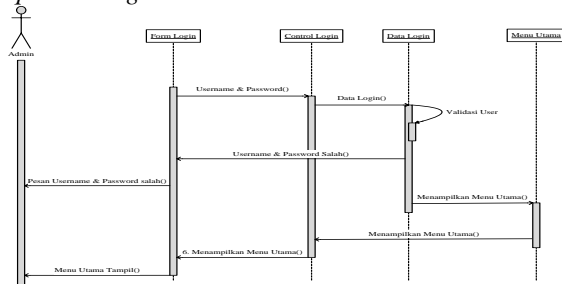 Admin
Form Login
Control Login
Data Login
Menu Utama
Username & Password()
Data Login()
Validasi User
Username & Password Salah()
Pesan Username & Password salah()
Menampilkan Menu Utama()
Menampilkan Menu Utama()
6. Menampilkan Menu Utama()
Menu Utama Tampil()